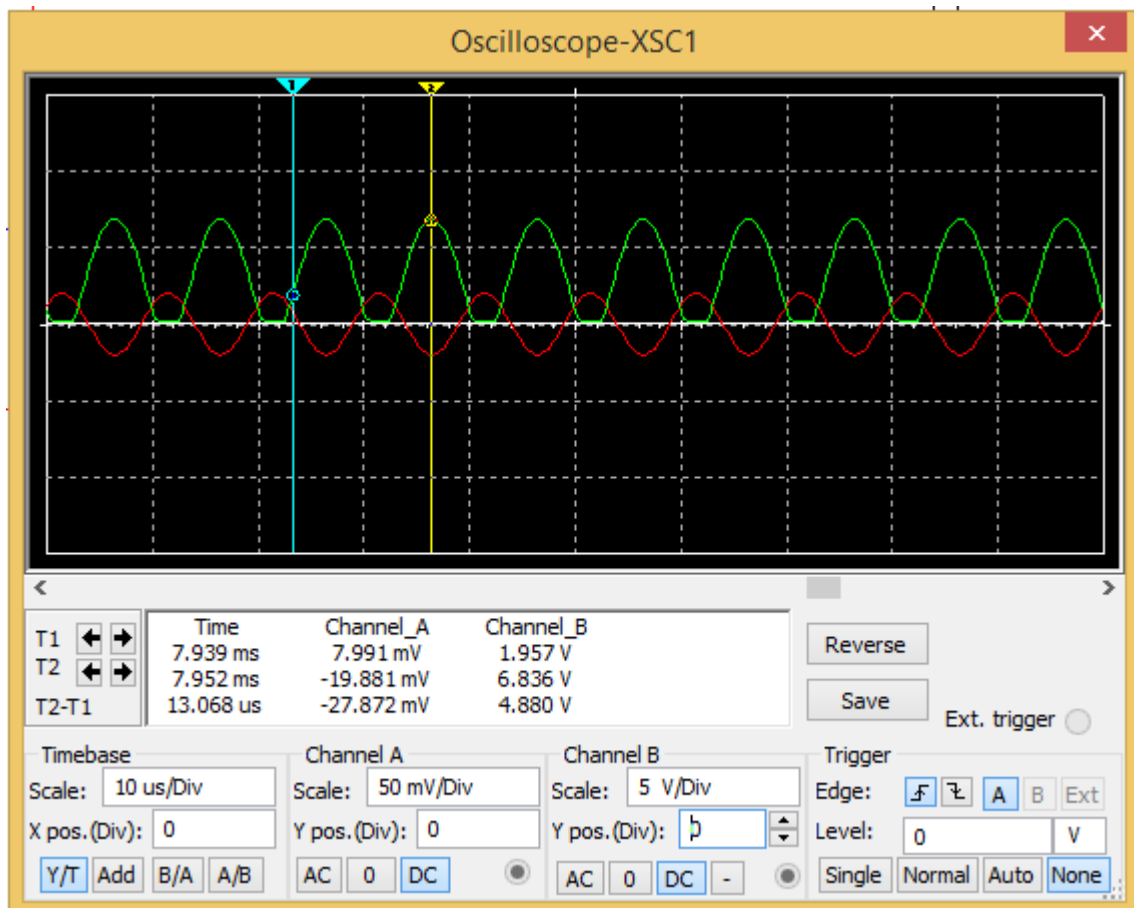 Oscilloscope-XSC1
×
1
2
T1
T2
T2-T1
Time Channel_A Channel_B
7.939 ms 7.991 mV 1.957 V
7.952 ms -19.881 mV 6.836 V
13.068 us -27.872 mV 4.880 V
Reverse
Save
Ext. trigger
Timebase
Scale: 10 us/Div
X pos.(Div): 0
Y/T Add B/A A/B
Channel A
Scale: 50 mV/Div
Y pos.(Div): 0
AC 0 DC
Channel B
Scale: 5 V/Div
Y pos.(Div): 0
AC 0 DC -
Trigger
Edge: A B Ext
Level: 0 V
Single Normal Auto None